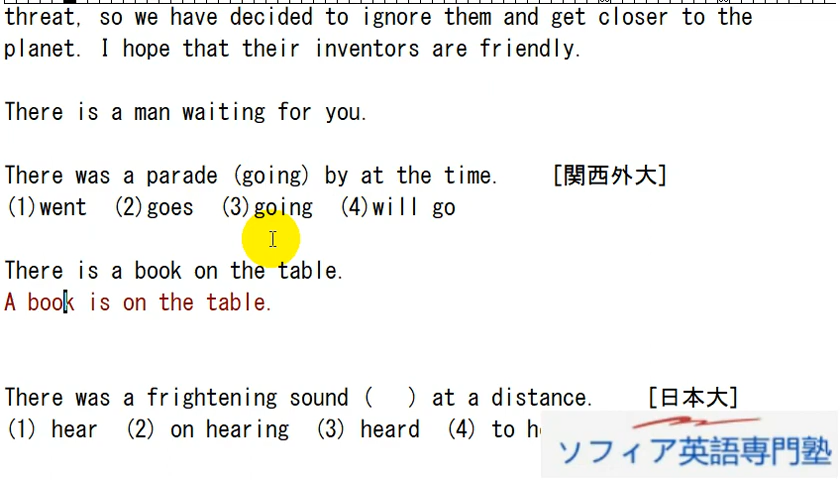 threat, so we have decided to ignore them and get closer to the
planet. I hope that their inventors are friendly.
There is a man waiting for you.
There was a parade (going) by at the time. [関西外大]
(1)went (2)goes (3)going (4)will go
There is a book on the table.
A book is on the table.
There was a frightening sound ( ) at a distance. [日本大]
(1) hear (2) on hearing (3) heard (4) to
ソフィア英語専門塾